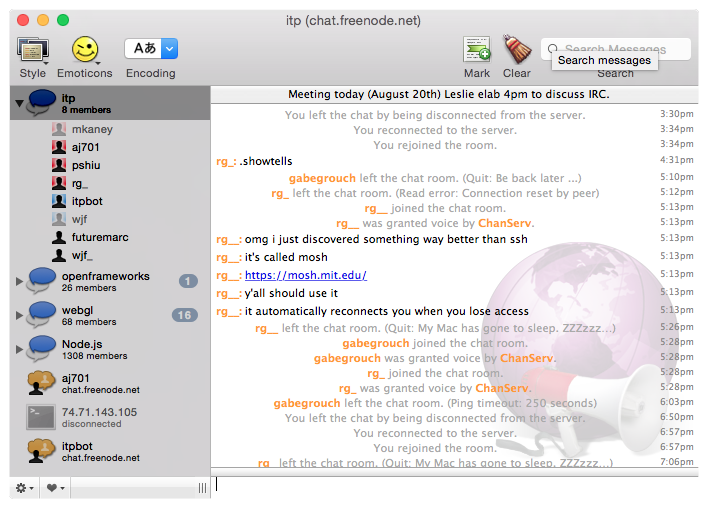 itp (chat.freenode.net)
Aあ
Search Messages
Style
Emoticons
Encoding
Mark
Clear
Search messages
Search
itp
8 members
mkaney
aj701
pshiu
rg_
itpbot
wjf
futuremarc
wjf_
openframeworks
26 members
1
webgl
68 members
16
Node.js
1308 members
aj701
chat.freenode.net
74.71.143.105
disconnected
itpbot
chat.freenode.net
Meeting today (August 20th) Leslie elab 4pm to discuss IRC.
You left the chat by being disconnected from the server. 3:30pm
You reconnected to the server. 3:34pm
You rejoined the room. 3:34pm
rg_: .showtells 4:31pm
gabegrouch left the chat room. (Quit: Be back later ...) 5:10pm
rg_ left the chat room. (Read error: Connection reset by peer) 5:12pm
rg__ joined the chat room. 5:13pm
rg__ was granted voice by ChanServ. 5:13pm
rg__: omg i just discovered something way better than ssh 5:13pm
rg__: it's called mosh 5:13pm
rg__: https://mosh.mit.edu/ 5:13pm
rg__: y'all should use it 5:13pm
rg__: it automatically reconnects you when you lose access 5:13pm
rg__ left the chat room. (Quit: My Mac has gone to sleep. ZZZzzz...) 5:26pm
gabegrouch joined the chat room. 5:28pm
gabegrouch was granted voice by ChanServ. 5:28pm
rg_ joined the chat room. 5:28pm
rg_ was granted voice by ChanServ. 5:28pm
gabegrouch left the chat room. (Ping timeout: 250 seconds) 6:03pm
You left the chat by being disconnected from the server. 6:50pm
You reconnected to the server. 6:57pm
You rejoined the room. 6:57pm
rg_ left the chat room. (Quit: My Mac has gone to sleep. ZZZzzz...) 7:06pm